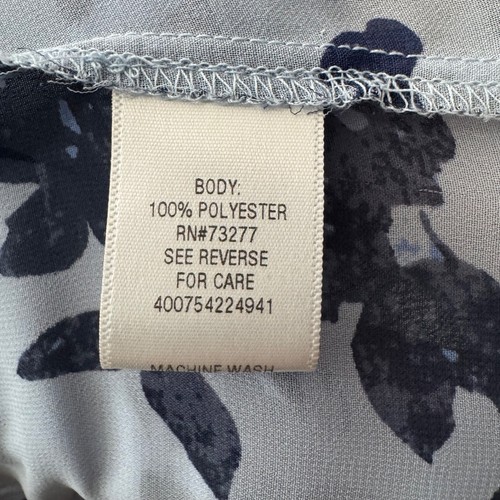 BODY:
100% POLYESTER
RN#73277
SEE REVERSE
FOR CARE
400754224941
MACHINE WASH